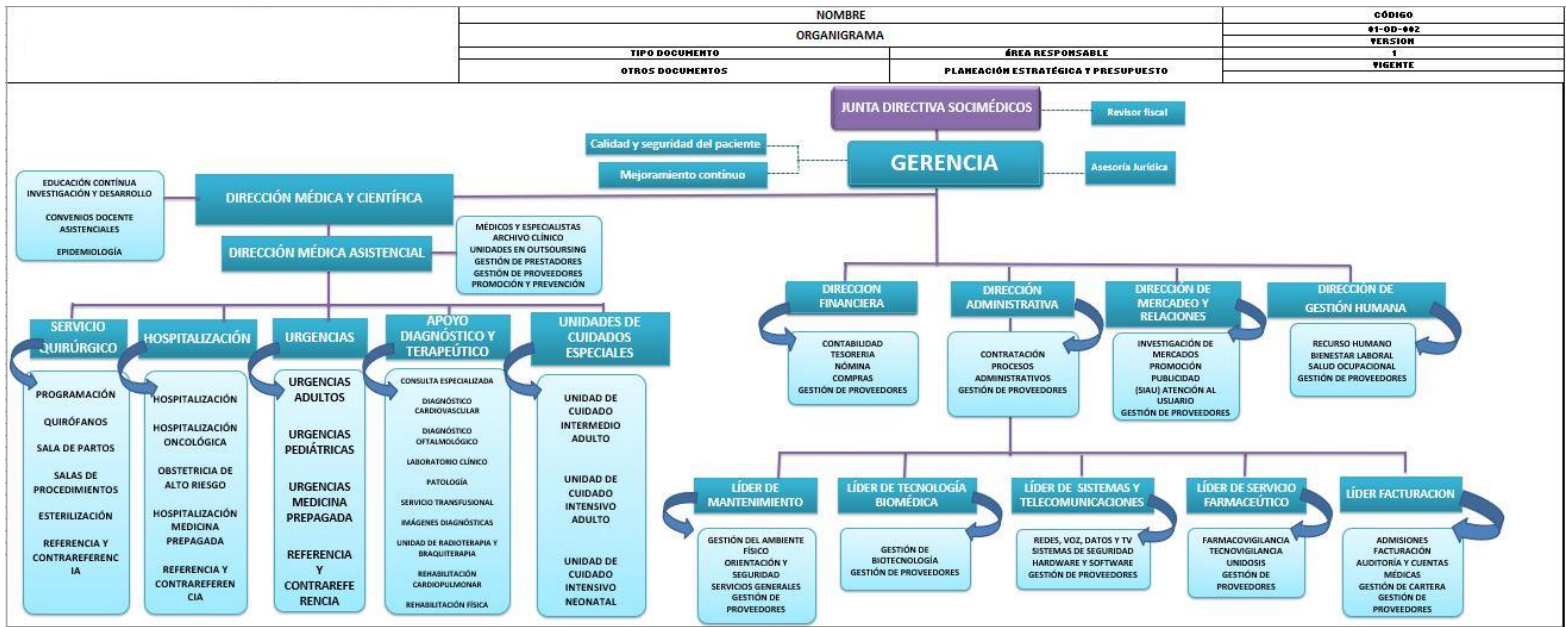 NOMBRE
ORGANIGRAMA
TIPO DOCUMENTO
ÁREA RESPONSABLE
OTROS DOCUMENTOS
PLANEACIÓN ESTRATÉGICA Y PRESUPUESTO
CÓDIGO
01-OD-002
VERSION
1
VIGENTE
JUNTA DIRECTIVA SOCIMÉDICOS
Revisor fiscal
Calidad y seguridad del paciente
Mejoramiento contínuo
GERENCIA
Asesoría Jurídica
EDUCACIÓN CONTÍNUA
INVESTIGACIÓN Y DESARROLLO
CONVENIOS DOCENTE
ASISTENCIALES
EPIDEMIOLOGÍA
DIRECCIÓN MÉDICA Y CIENTÍFICA
DIRECCIÓN MÉDICA ASISTENCIAL
MÉDICOS Y ESPECIALISTAS
ARCHIVO CLÍNICO
UNIDADES EN OUTSOURSING
GESTIÓN DE PRESTADORES
GESTIÓN DE PROVEEDORES
PROMOCIÓN Y PREVENCIÓN
SERVICIO
QUIRÚRGICO
HOSPITALIZACIÓN
URGENCIAS
APOYO
DIAGNÓSTICO Y
TERAPEÚTICO
UNIDADES DE
CUIDADOS
ESPECIALES
PROGRAMACIÓN
QUIRÓFANOS
SALA DE PARTOS
SALAS DE
PROCEDIMIENTOS
ESTERILIZACIÓN
REFERENCIA Y
CONTRAREFERENC
IA
HOSPITALIZACIÓN
HOSPITALIZACIÓN
ONCOLÓGICA
OBSTETRICIA DE
ALTO RIESGO
HOSPITALIZACIÓN
MEDICINA
PREPAGADA
REFERENCIA Y
CONTRAREFEREN
CIA
URGENCIAS
ADULTOS
URGENCIAS
PEDIÁTRICAS
URGENCIAS
MEDICINA
PREPAGADA
REFERENCIA
Y
CONTRAREFE
RENCIA
CONSULTA ESPECIALIZADA
DIAGNÓSTICO
CARDIOVASCULAR
DIAGNÓSTICO
OFTALMOLÓGICO
LABORATORIO CLÍNICO
PATOLOGÍA
SERVICIO TRANSFUSIONAL
IMÁGENES DIAGNÓSTICAS
UNIDAD DE RADIOTERAPIA Y
BRAQUITERAPIA
REHABILITACIÓN
CARDIOPULMONAR
REHABILITACIÓN FÍSICA
UNIDAD DE
CUIDADO
INTERMEDIO
ADULTO
UNIDAD DE
CUIDADO
INTENSIVO
ADULTO
UNIDAD DE
CUIDADO
INTENSIVO
NEONATAL
DIRECCION
FINANCIERA
DIRECCIÓN
ADMINISTRATIVA
DIRECCIÓN DE
MERCADEO Y
RELACIONES
DIRECCIÓN DE
GESTIÓN HUMANA
CONTABILIDAD
TESORERIA
NÓMINA
COMPRAS
GESTIÓN DE PROVEEDORES
CONTRATACIÓN
PROCESOS
ADMINISTRATIVOS
GESTIÓN DE PROVEEDORES
INVESTIGACIÓN DE
MERCADOS
PROMOCIÓN
PUBLICIDAD
(SIAU) ATENCIÓN AL
USUARIO
GESTIÓN DE PROVEEDORES
RECURSO HUMANO
BIENESTAR LABORAL
SALUD OCUPACIONAL
GESTIÓN DE PROVEEDORES
LÍDER DE
MANTENIMIENTO
LÍDER DE TECNOLOGÍA
BIOMÉDICA
LÍDER DE SISTEMAS Y
TELECOMUNICACIONES
LÍDER DE SERVICIO
FARMACEÚTICO
LÍDER FACTURACION
GESTIÓN DEL AMBIENTE
FÍSICO
ORIENTACIÓN Y
SEGURIDAD
SERVICIOS GENERALES
GESTIÓN DE
PROVEEDORES
GESTIÓN DE
BIOTECNOLOGÍA
GESTIÓN DE PROVEEDORES
REDES, VOZ, DATOS Y TV
SISTEMAS DE SEGURIDAD
HARDWARE Y SOFTWARE
GESTIÓN DE PROVEEDORES
FARMACOVIGILANCIA
TECNOVIGILANCIA
UNIDOSIS
GESTIÓN DE
PROVEEDORES
ADMISIONES
FACTURACIÓN
AUDITORÍA Y CUENTAS
MÉDICAS
GESTIÓN DE CARTERA
GESTIÓN DE
PROVEEDORES